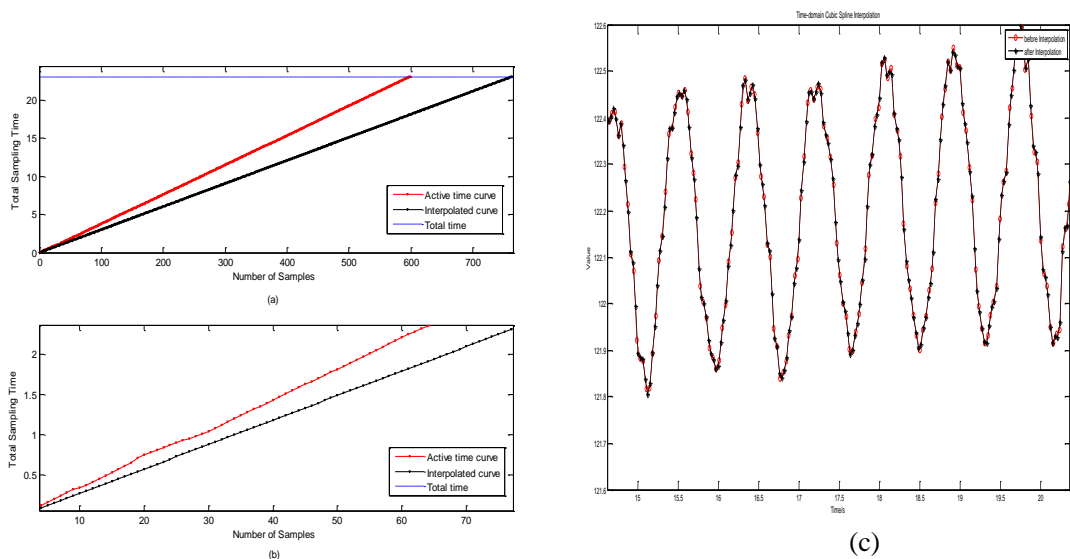 20
15
10
5
0
Total Sampling Time
Active time curve
Interpolated curve
Total time
0 100 200 300 400 500 600 700
Number of Samples
(a)
2
1.5
1
0.5
Total Sampling Time
Active time curve
Interpolated curve
Total time
10 20 30 40 50 60 70
Number of Samples
(b)
Time-domain Cubic Spline Interpolation
before Interpolation
after Interpolation
122.6
122.5
122.4
122.3
122.2
122.1
122
121.9
121.8
121.7
121.6
Value
15 15.5 16 16.5 17 17.5 18 18.5 19 19.5 20
Time/s
(c)